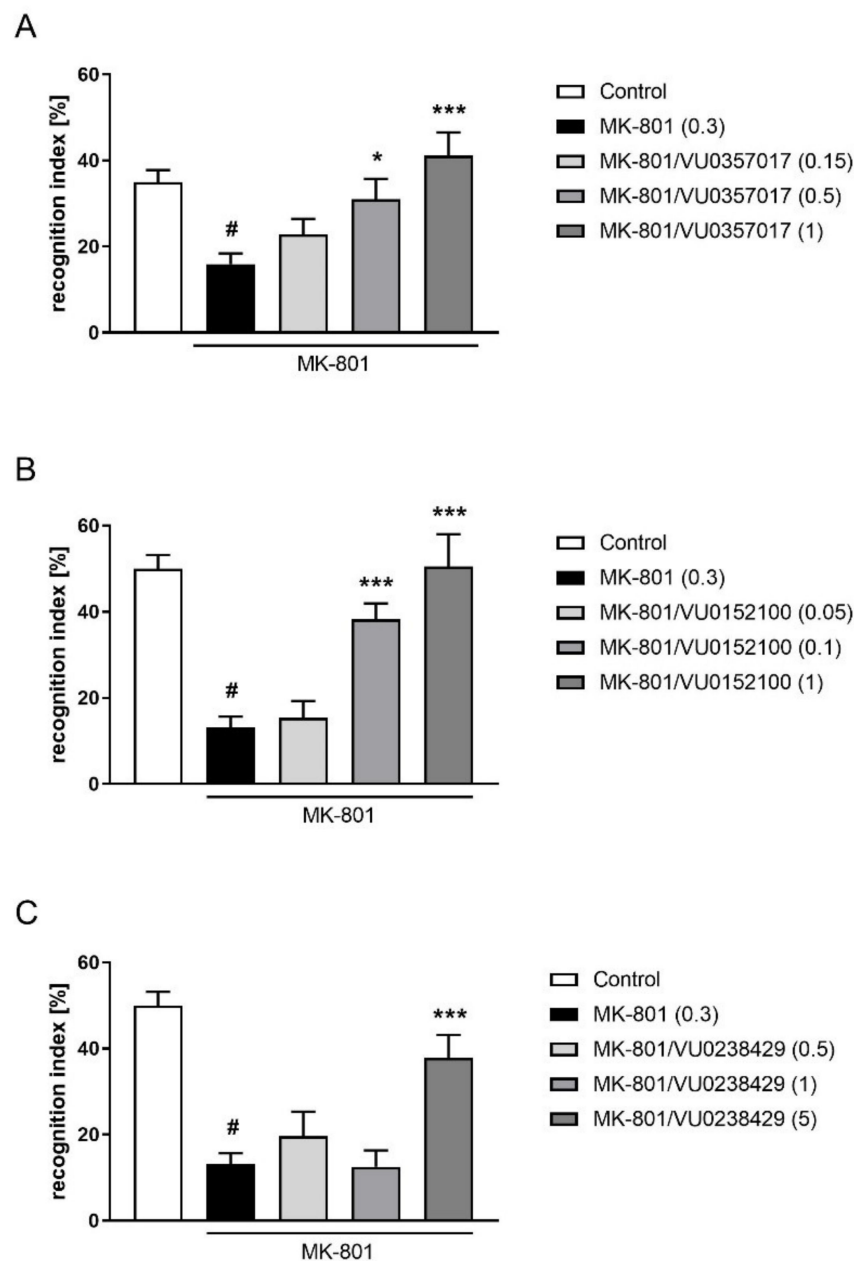 A
recognition index [%]
60
40
20
0
#
*
***
MK-801
Control
MK-801 (0.3)
MK-801/VU0357017 (0.15)
MK-801/VU0357017 (0.5)
MK-801/VU0357017 (1)
B
recognition index [%]
60
40
20
0
#
***
***
MK-801
Control
MK-801 (0.3)
MK-801/VU0152100 (0.05)
MK-801/VU0152100 (0.1)
MK-801/VU0152100 (1)
C
recognition index [%]
60
40
20
0
#
***
MK-801
Control
MK-801 (0.3)
MK-801/VU0238429 (0.5)
MK-801/VU0238429 (1)
MK-801/VU0238429 (5)